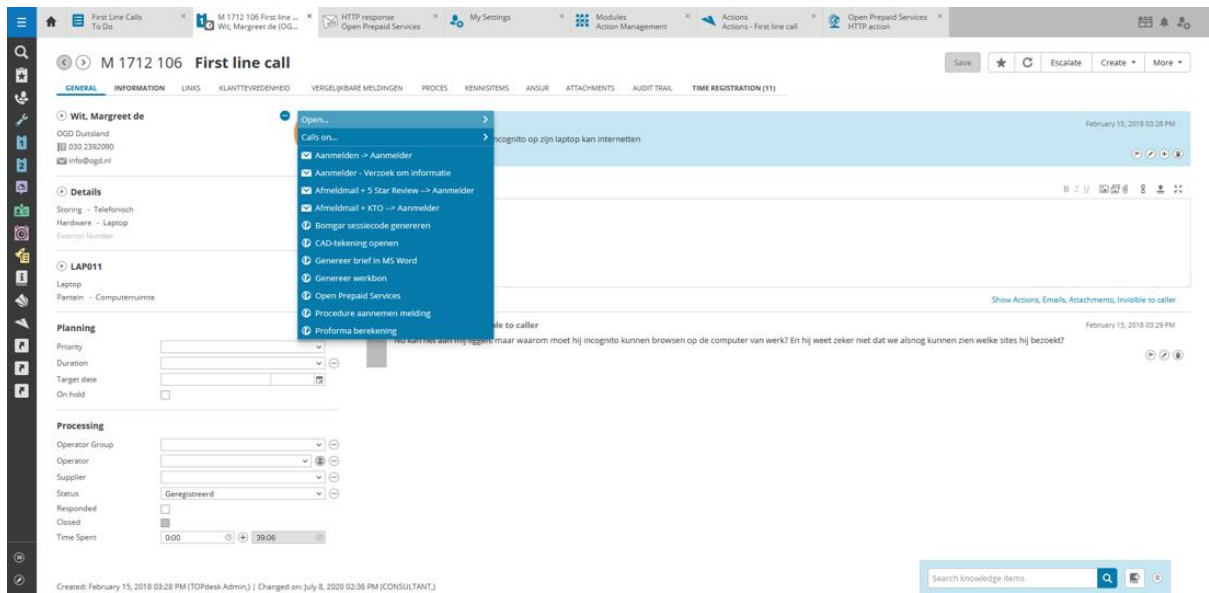 First Line Calls
To Do
M 1712 106 First line ...
Wit, Margreet de (OG...
HTTP response
Open Prepaid Services
My Settings
Modules
Action Management
Actions
Actions - First line call
Open Prepaid Services
HTTP action
M 1712 106 First line call
Save
Escalate
Create
More
GENERAL
INFORMATION
LINKS
KLANTTEVREDENHEID
VERGELIJKBARE MELDINGEN
PROCES
KENNISITEMS
ANSUR
ATTACHMENTS
AUDIT TRAIL
TIME REGISTRATION (11)
Wit, Margreet de
OGD Duitsland
030 2392090
info@ogd.nl
Open...
Calls on...
Aanmelden -> Aanmelder
Aanmelder - Verzoek om informatie
Afmeldmail + 5 Star Review --> Aanmelder
Afmeldmail + KTO --> Aanmelder
Bomgar sessiecode genereren
CAD-tekening openen
Genereer brief in MS Word
Genereer werkbon
Open Prepaid Services
Procedure aannemen melding
Proforma berekening
February 15, 2018 03:28 PM
ncognito op zijn laptop kan internetten
Details
Storing - Telefonisch
Hardware - Laptop
External Number
B I U
LAP011
Laptop
Pantein - Computerruimte
Show Actions, Emails, Attachments, Invisible to caller
ble to caller
February 15, 2018 03:29 PM
Nu kan het aan mij liggen, maar waarom moet hij incognito kunnen browsen op de computer van werk? En hij weet zeker niet dat we alsnog kunnen zien welke sites hij bezoekt?
Planning
Priority
Duration
Target date
On hold
Processing
Operator Group
Operator
Supplier
Status Geregistreerd
Responded
Closed
Time Spent 0:00 39:06
Search knowledge items
Created: February 15, 2018 03:28 PM (TOPdesk Admin,) | Changed on: July 8, 2020 02:36 PM (CONSULTANT,)